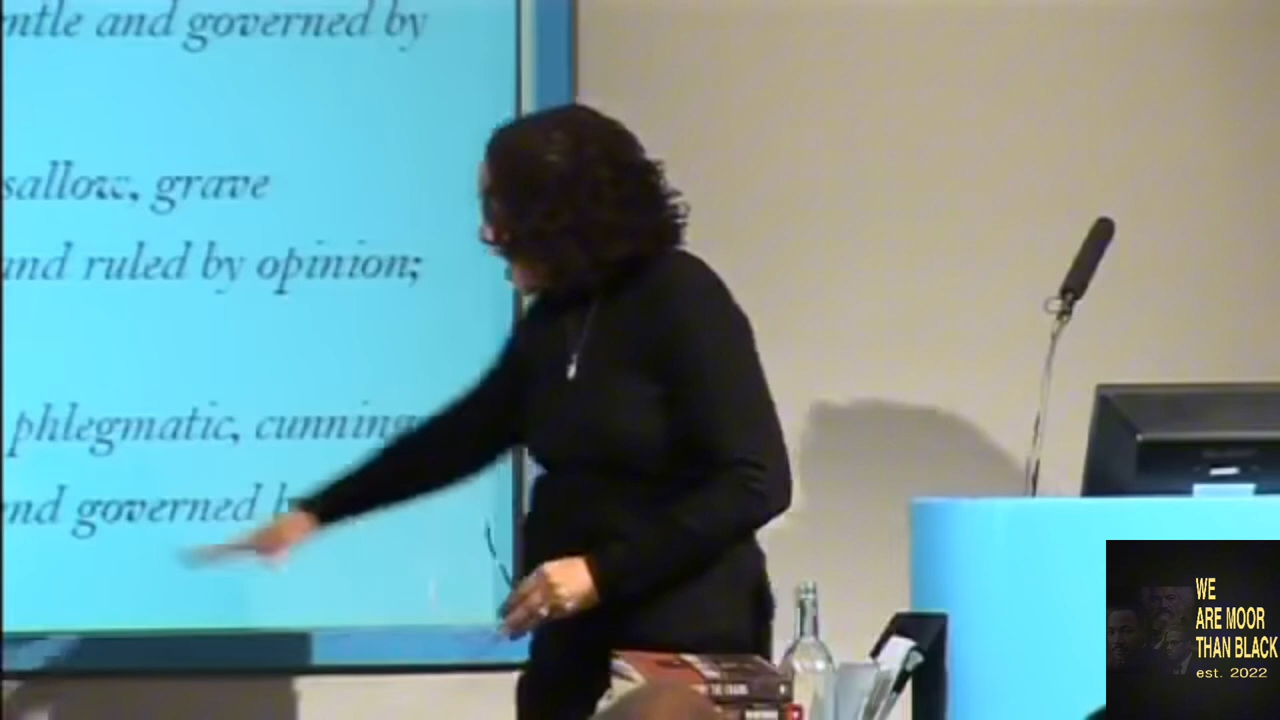 ntle and governed by
sallow, grave
and ruled by opinion;
phlegmatic, cunning
nd governed b
WE
ARE MOOR
THAN BLACK
est. 2022